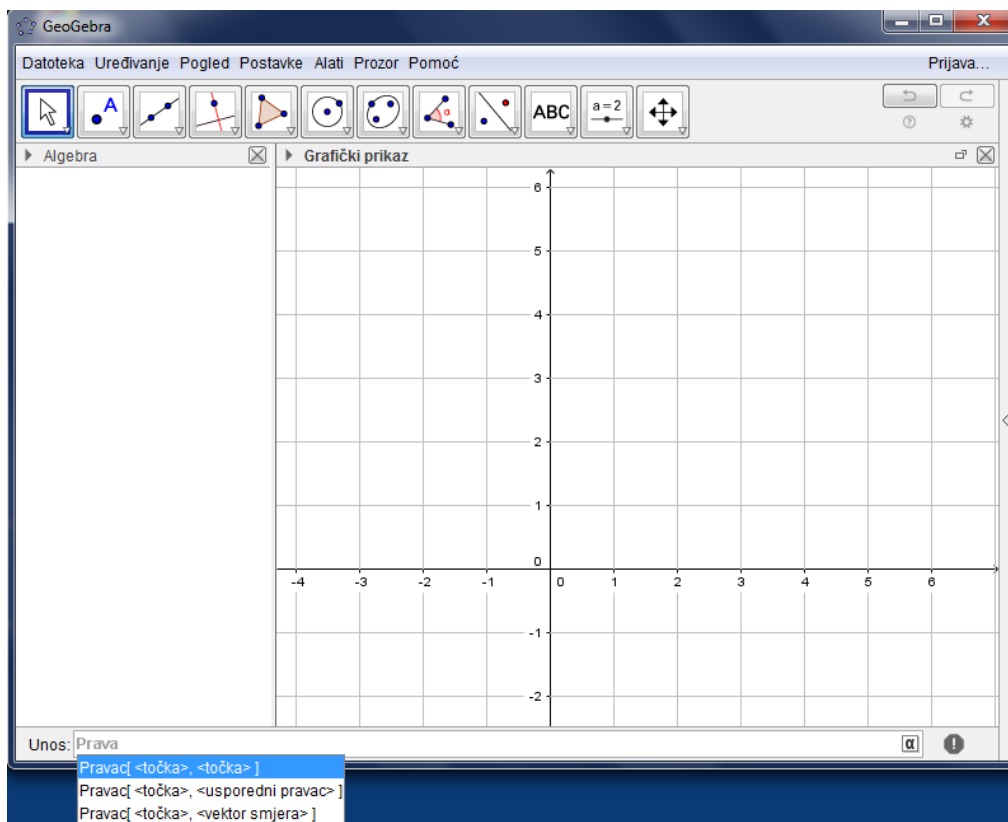 GeoGebra
Datoteka Uređivanje Pogled Postavke Alati Prozor Pomoć Prijava...
A α ABC a=2
Algebra Grafički prikaz
6
5
4
3
2
1
0
-4 -3 -2 -1 0 1 2 3 4 5 6
-1
-2
Unos: Prava α
Pravac[ <točka>, <točka> ]
Pravac[ <točka>, <usporedni pravac> ]
Pravac[ <točka>, <vektor smjera> ]